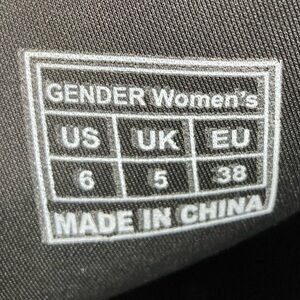 GENDER Women's
US UK EU
6 5 38
MADE IN CHINA